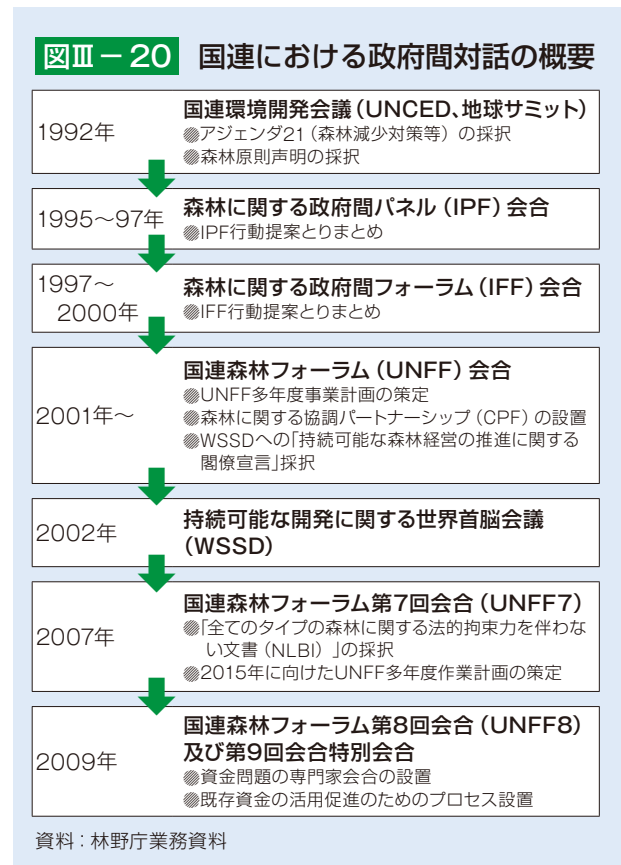 図Ⅲ－20 国連における政府間対話の概要
1992年
国連環境開発会議（UNCED、地球サミット）
アジェンダ21（森林減少対策等）の採択
森林原則声明の採択
1995～97年
森林に関する政府間パネル（IPF）会合
IPF行動提案とりまとめ
1997～
2000年
森林に関する政府間フォーラム（IFF）会合
IFF行動提案とりまとめ
2001年～
国連森林フォーラム（UNFF）会合
UNFF多年度事業計画の策定
森林に関する協調パートナーシップ（CPF）の設置
WSSDへの「持続可能な森林経営の推進に関する
閣僚宣言」採択
2002年
持続可能な開発に関する世界首脳会議
（WSSD）
2007年
国連森林フォーラム第7回会合（UNFF7）
「全てのタイプの森林に関する法的拘束力を伴わな
い文書（NLBI）」の採択
2015年に向けたUNFF多年度作業計画の策定
2009年
国連森林フォーラム第8回会合（UNFF8）
及び第9回会合特別会合
資金問題の専門家会合の設置
既存資金の活用促進のためのプロセス設置
資料：林野庁業務資料